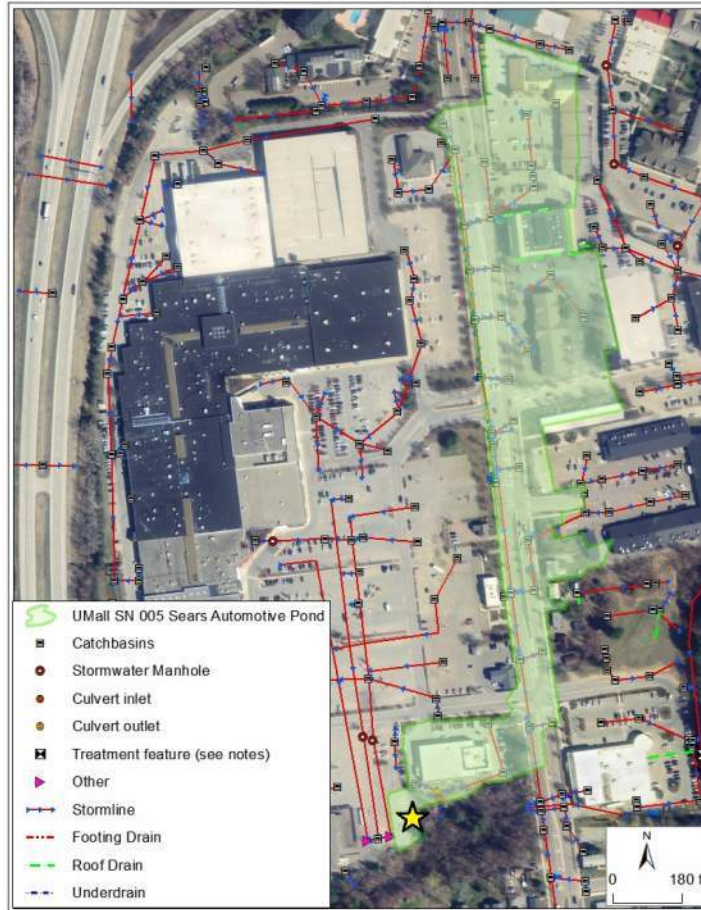 UMall SN 005 Sears Automotive Pond
Catchbasins
Stormwater Manhole
Culvert inlet
Culvert outlet
Treatment feature (see notes)
Other
Stormline
Footing Drain
Roof Drain
Underdrain
N
0 180 f